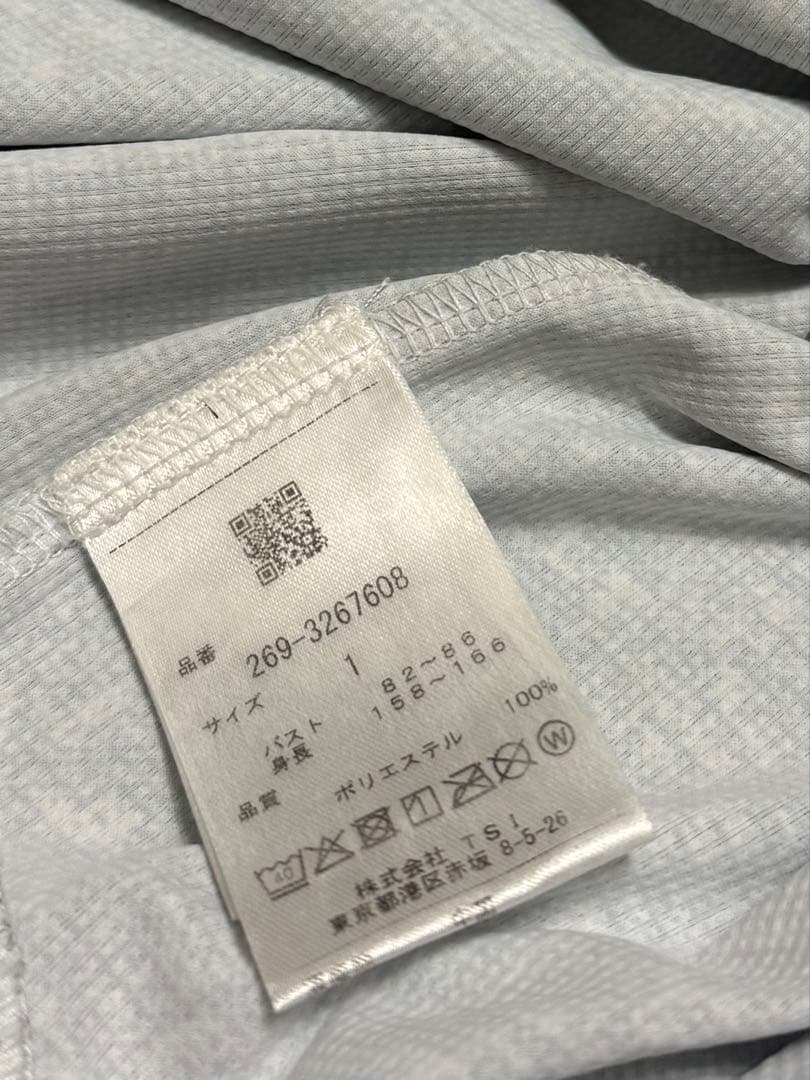 品番 269-3267608
サイズ 1
バスト 82～86
身長 158～166
品質 ポリエステル 100%
40 W
株式会社 TSI
東京都港区赤坂 8-5-26